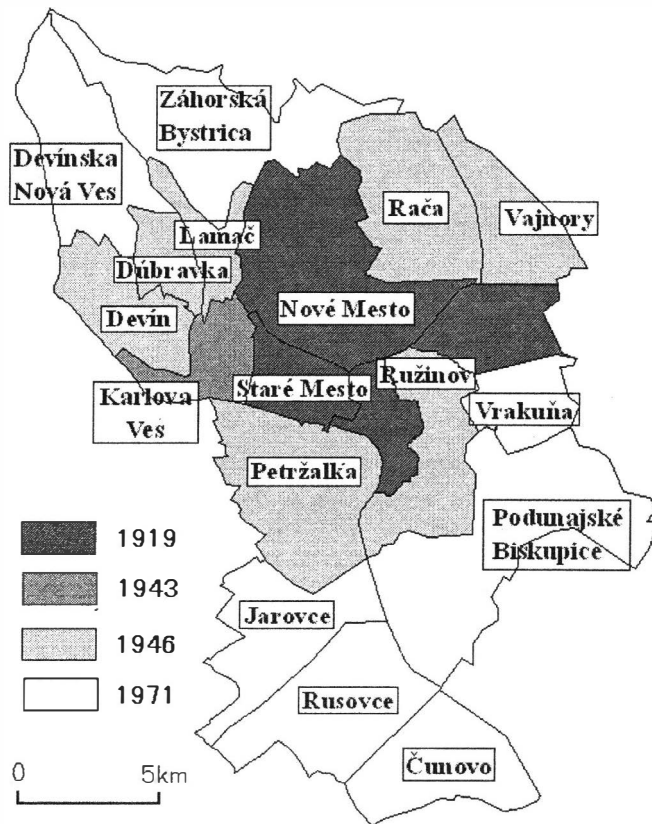 Záhorská
Bystrica
Devínska
Nová Ves
Rača
Vajnory
Lamač
Dúbravka
Devín
Nové Mesto
Ružinov
Staré Mesto
Karlova
Ves
Vrakuňa
Petržalka
Podunajské
Biskupice
1919
1943
1946
1971
Jarovce
Rusovce
Čunovo
0 5km